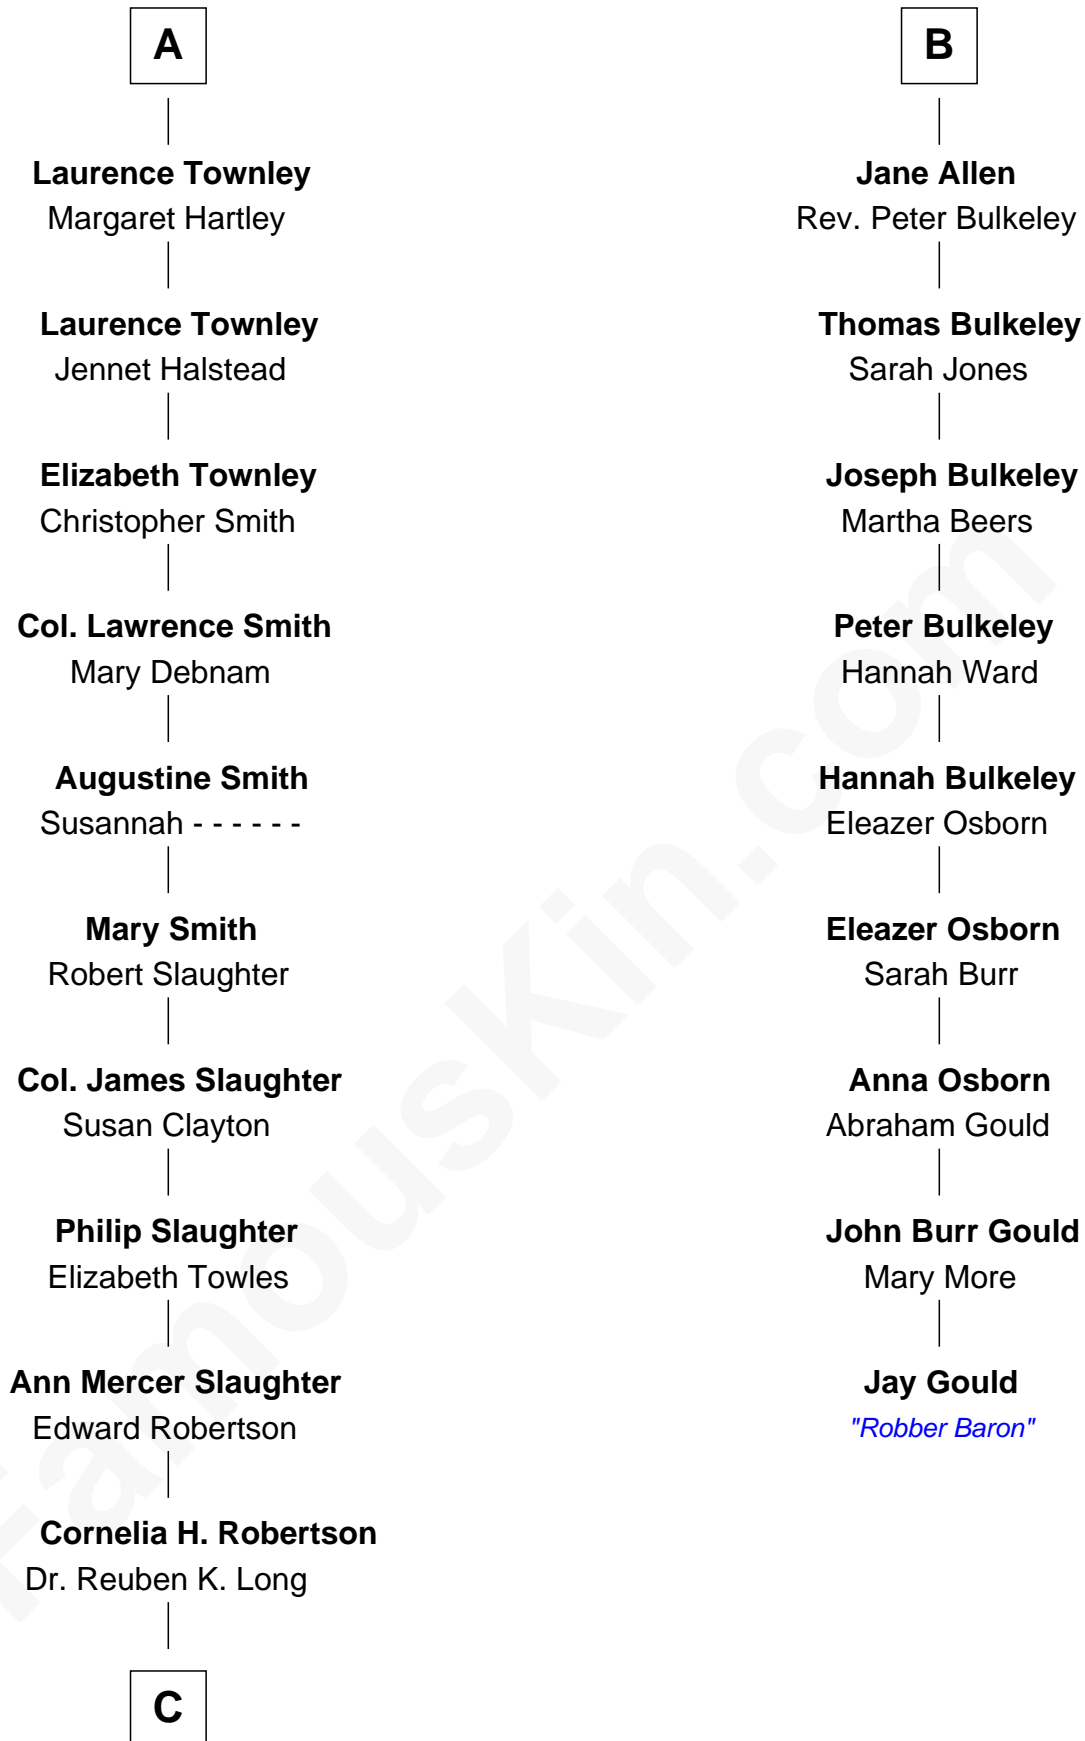 A
Laurence Townley
Margaret Hartley
Laurence Townley
Jennet Halstead
Elizabeth Townley
Christopher Smith
Col. Lawrence Smith
Mary Debnam
Augustine Smith
Susannah - - - - - -
Mary Smith
Robert Slaughter
Col. James Slaughter
Susan Clayton
Philip Slaughter
Elizabeth Towles
Ann Mercer Slaughter
Edward Robertson
Cornelia H. Robertson
Dr. Reuben K. Long
C
B
Jane Allen
Rev. Peter Bulkeley
Thomas Bulkeley
Sarah Jones
Joseph Bulkeley
Martha Beers
Peter Bulkeley
Hannah Ward
Hannah Bulkeley
Eleazer Osborn
Eleazer Osborn
Sarah Burr
Anna Osborn
Abraham Gould
John Burr Gould
Mary More
Jay Gould
"Robber Baron"
FamousKin.com